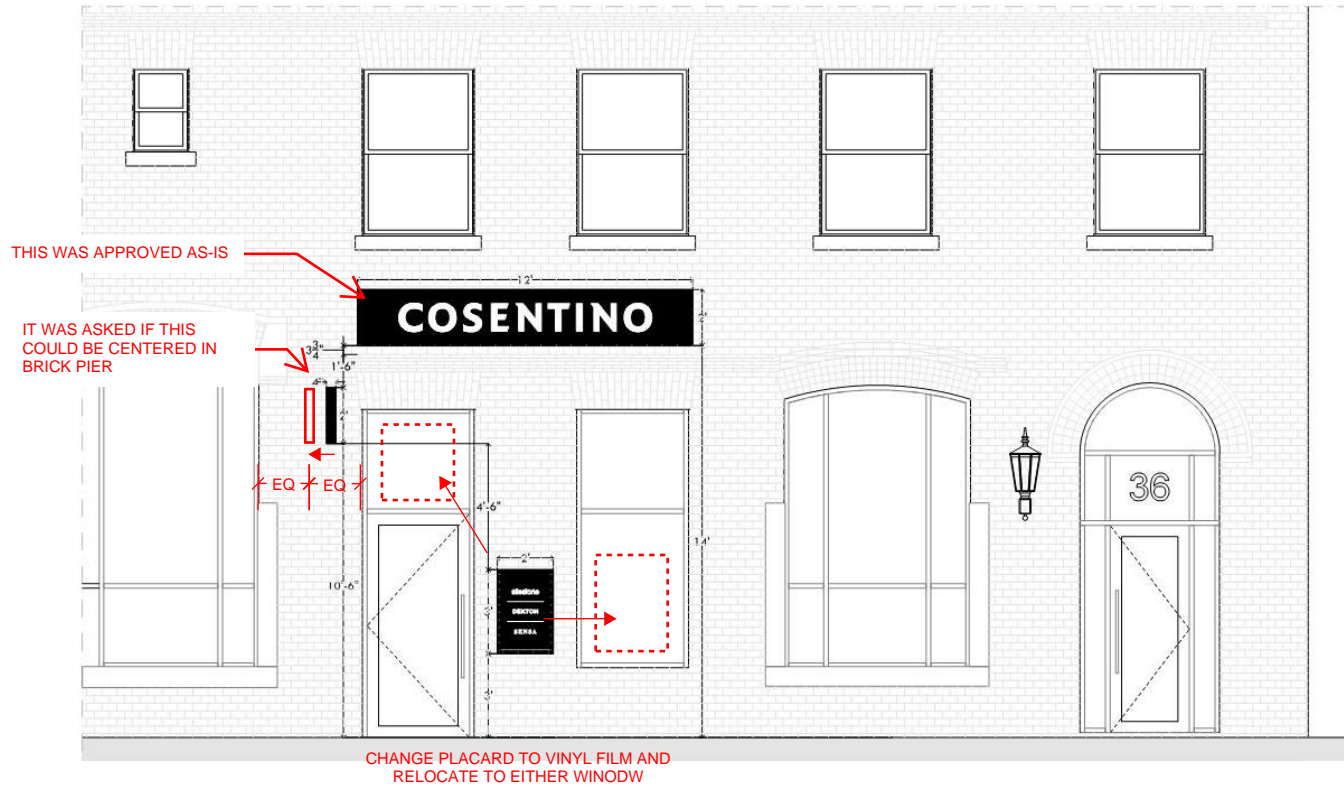 THIS WAS APPROVED AS-IS
12'
COSENTINO
2'
IT WAS ASKED IF THIS
COULD BE CENTERED IN
BRICK PIER
3 3/4"
1'-6"
4"
2'
EQ
EQ
4'-6"
36
14'
2'
10'-6"
silestone
DEKTON
SENSA
3'
3'
CHANGE PLACARD TO VINYL FILM AND
RELOCATE TO EITHER WINODW